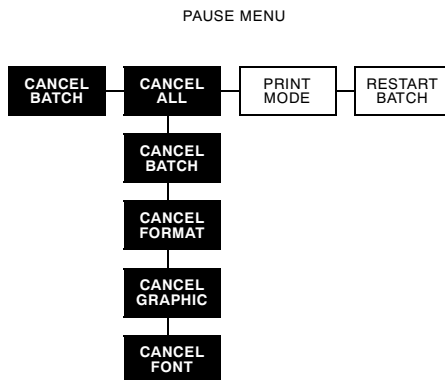 PAUSE MENU
CANCEL
BATCH
CANCEL
ALL
PRINT
MODE
RESTART
BATCH
CANCEL
BATCH
CANCEL
FORMAT
CANCEL
GRAPHIC
CANCEL
FONT